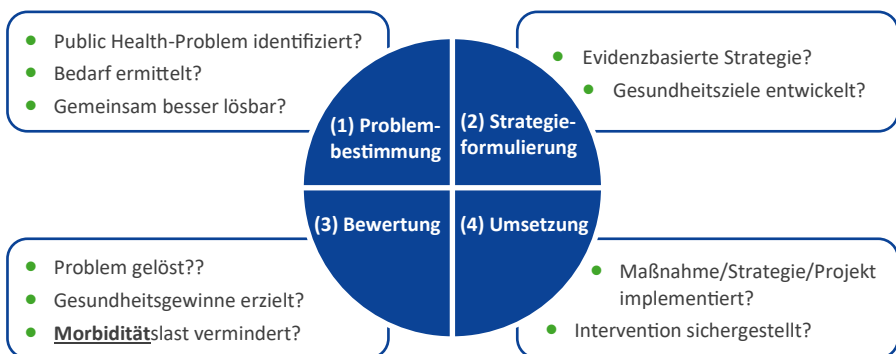 Public Health-Problem identifiziert?
Bedarf ermittelt?
Gemeinsam besser lösbar?
Evidenzbasierte Strategie?
Gesundheitsziele entwickelt?
(1) Problem-
bestimmung
(2) Strategie-
formulierung
(3) Bewertung
(4) Umsetzung
Problem gelöst??
Gesundheitsgewinne erzielt?
Morbiditätslast vermindert?
Maßnahme/Strategie/Projekt
implementiert?
Intervention sichergestellt?